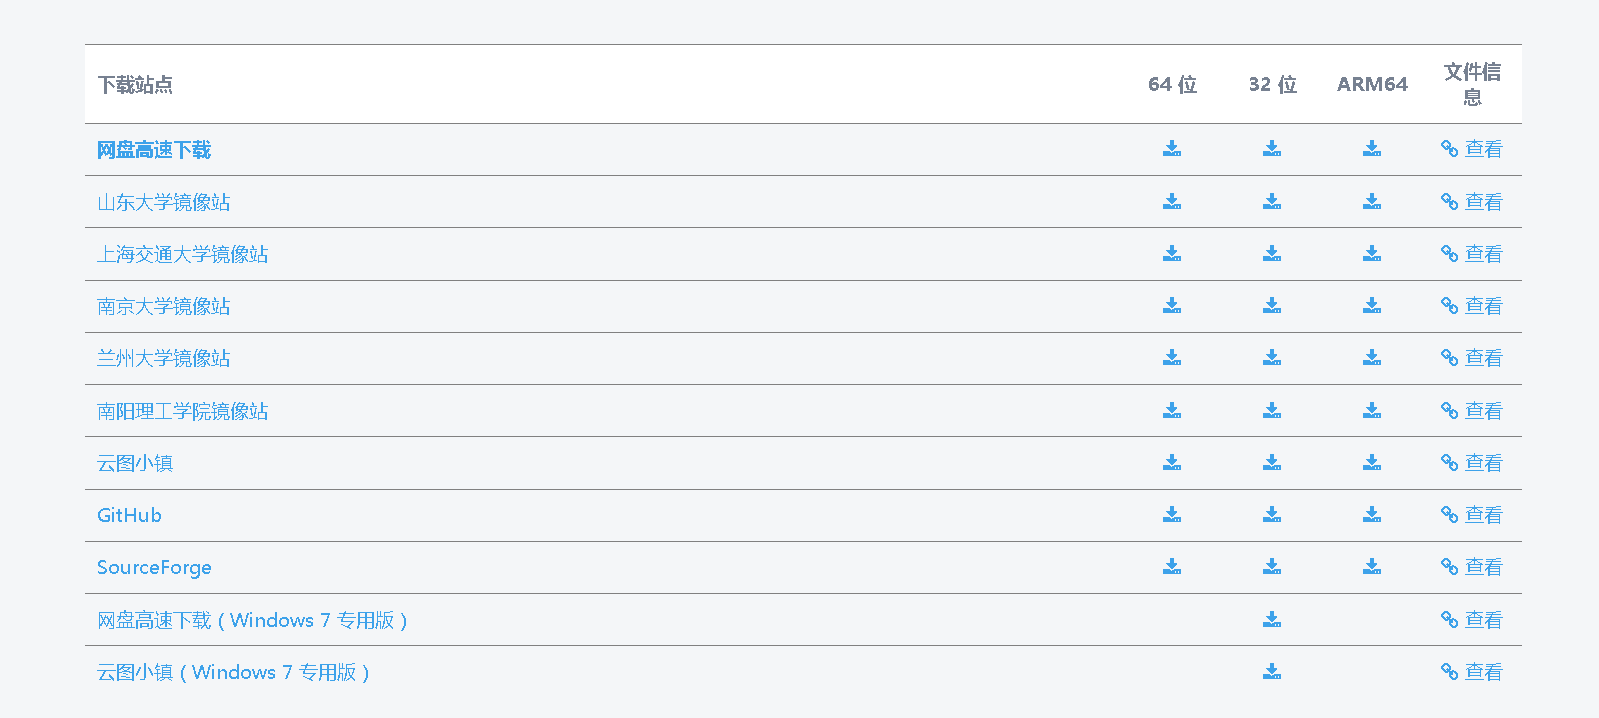 下载站点 64 位 32 位 ARM64 文件信
息
网盘高速下载 查看
山东大学镜像站 查看
上海交通大学镜像站 查看
南京大学镜像站 查看
兰州大学镜像站 查看
南阳理工学院镜像站 查看
云图小镇 查看
GitHub 查看
SourceForge 查看
网盘高速下载 ( Windows 7 专用版 ) 查看
云图小镇 ( Windows 7 专用版 ) 查看